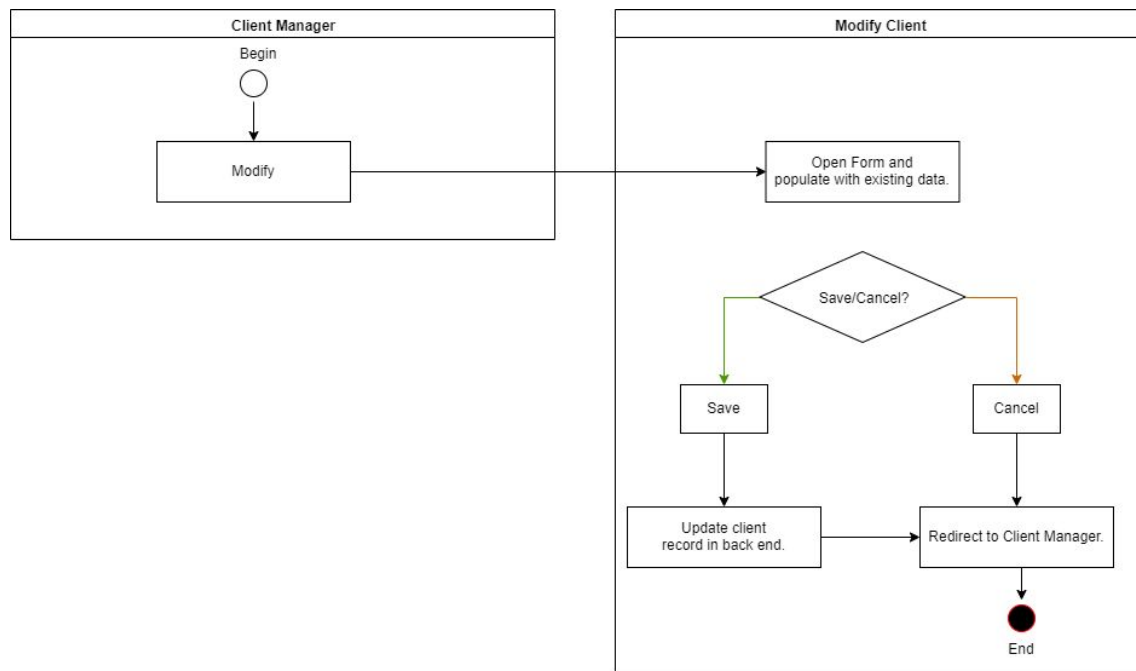 Client Manager
Modify Client
Begin
Modify
Open Form and
populate with existing data.
Save/Cancel?
Save
Cancel
Update client
record in back end.
Redirect to Client Manager.
End